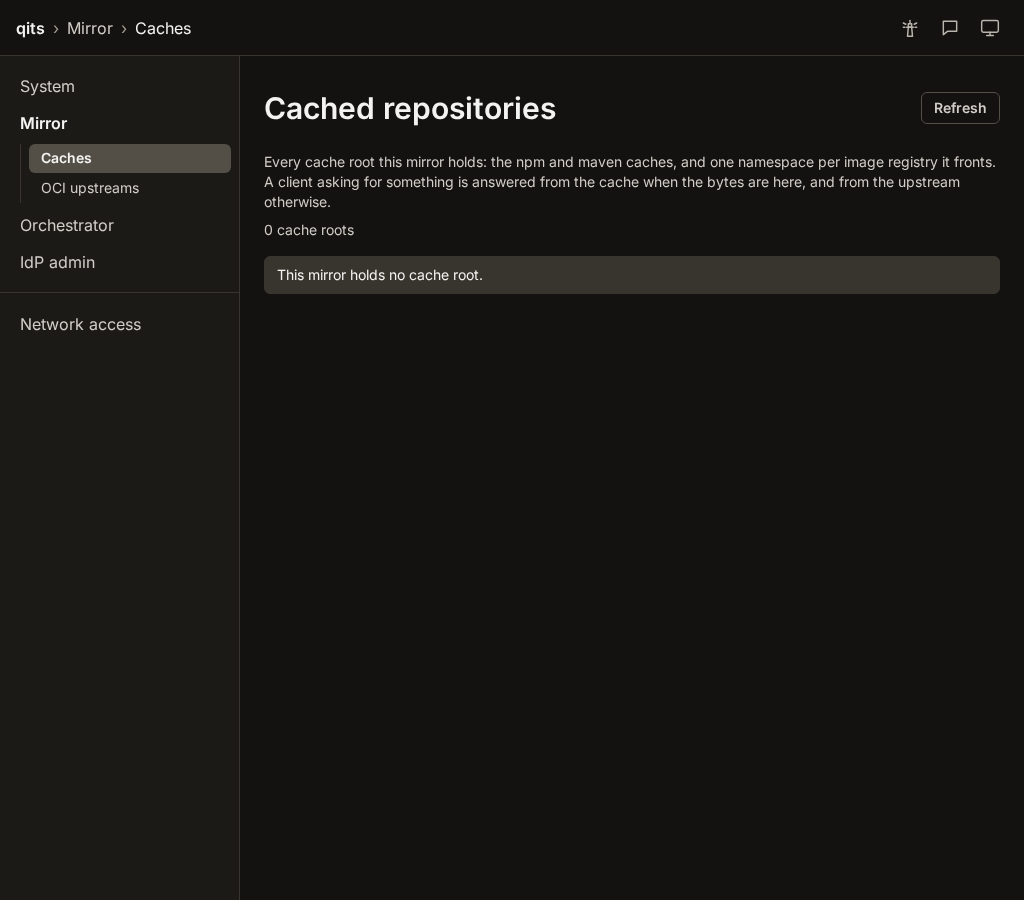 qits › Mirror › Caches
System
Mirror
Caches
OCI upstreams
Orchestrator
IdP admin
Network access
Cached repositories
Refresh
Every cache root this mirror holds: the npm and maven caches, and one namespace per image registry it fronts.
A client asking for something is answered from the cache when the bytes are here, and from the upstream
otherwise.
0 cache roots
This mirror holds no cache root.